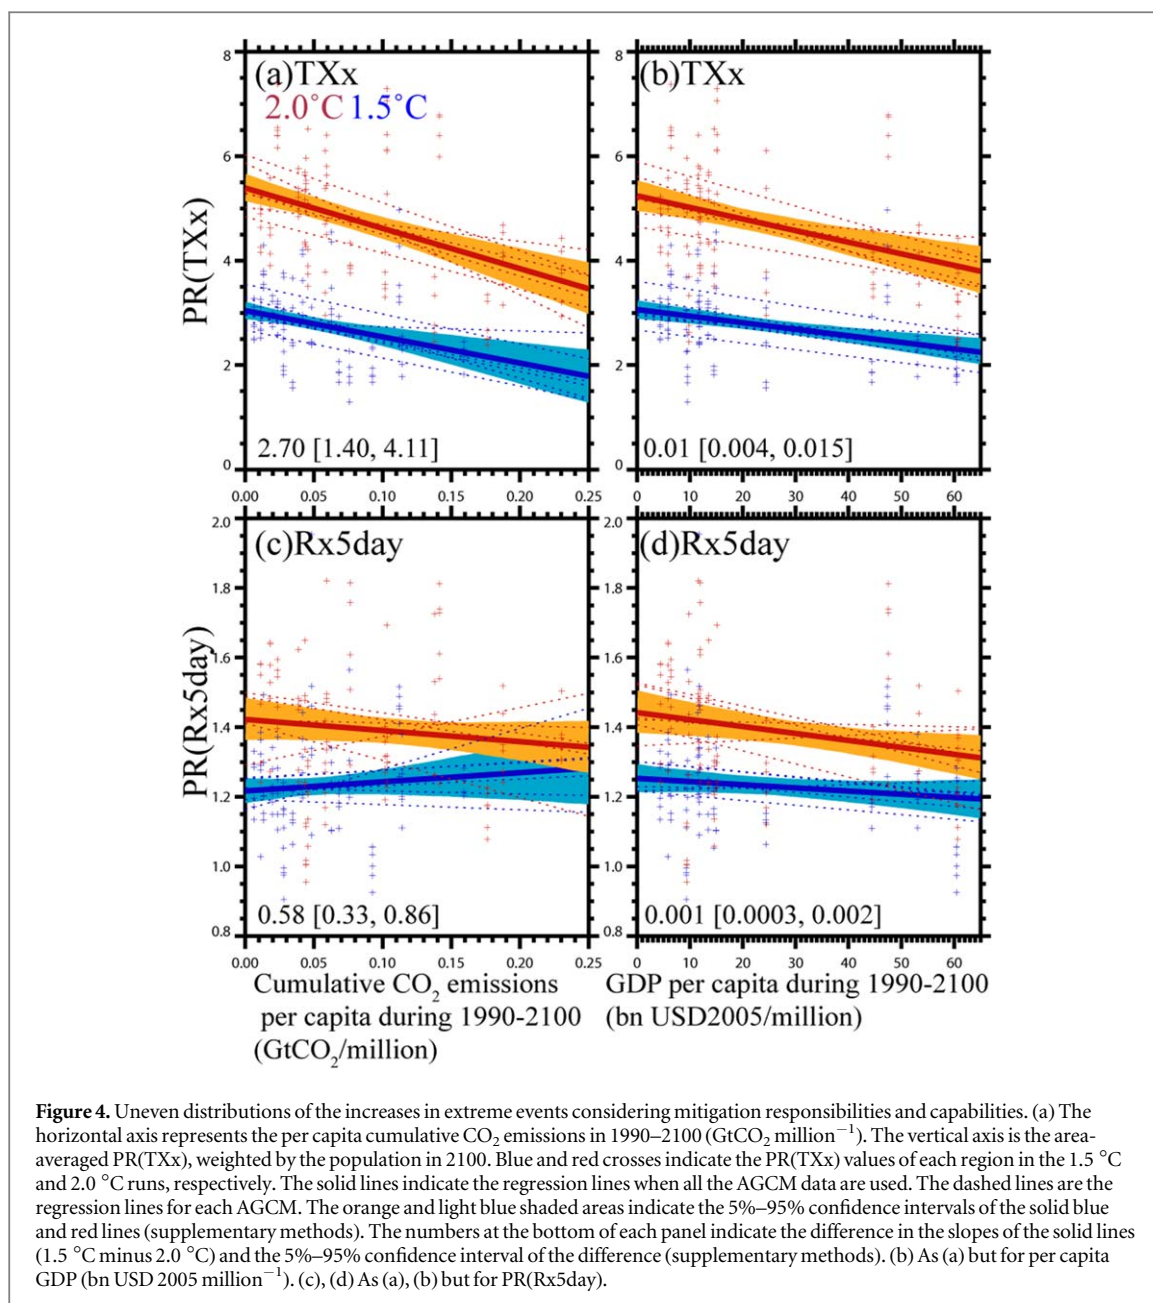 (a)TXx
2.0°C 1.5°C
PR(TXx)
8
6
4
2
0
2.70 [1.40, 4.11]
0.00 0.05 0.10 0.15 0.20 0.25
(b)TXx
8
6
4
2
0
0.01 [0.004, 0.015]
0 10 20 30 40 50 60
(c)Rx5day
PR(Rx5day)
2.0
1.8
1.6
1.4
1.2
1.0
0.8
0.58 [0.33, 0.86]
0.00 0.05 0.10 0.15 0.20 0.25
Cumulative CO₂ emissions
per capita during 1990-2100
(GtCO₂/million)
(d)Rx5day
2.0
1.8
1.6
1.4
1.2
1.0
0.8
0.001 [0.0003, 0.002]
0 10 20 30 40 50 60
GDP per capita during 1990-2100
(bn USD2005/million)
Figure 4. Uneven distributions of the increases in extreme events considering mitigation responsibilities and capabilities. (a) The
horizontal axis represents the per capita cumulative CO₂ emissions in 1990–2100 (GtCO₂ million⁻¹). The vertical axis is the area-
averaged PR(TXx), weighted by the population in 2100. Blue and red crosses indicate the PR(TXx) values of each region in the 1.5 °C
and 2.0 °C runs, respectively. The solid lines indicate the regression lines when all the AGCM data are used. The dashed lines are the
regression lines for each AGCM. The orange and light blue shaded areas indicate the 5%–95% confidence intervals of the solid blue
and red lines (supplementary methods). The numbers at the bottom of each panel indicate the difference in the slopes of the solid lines
(1.5 °C minus 2.0 °C) and the 5%–95% confidence interval of the difference (supplementary methods). (b) As (a) but for per capita
GDP (bn USD 2005 million⁻¹). (c), (d) As (a), (b) but for PR(Rx5day).